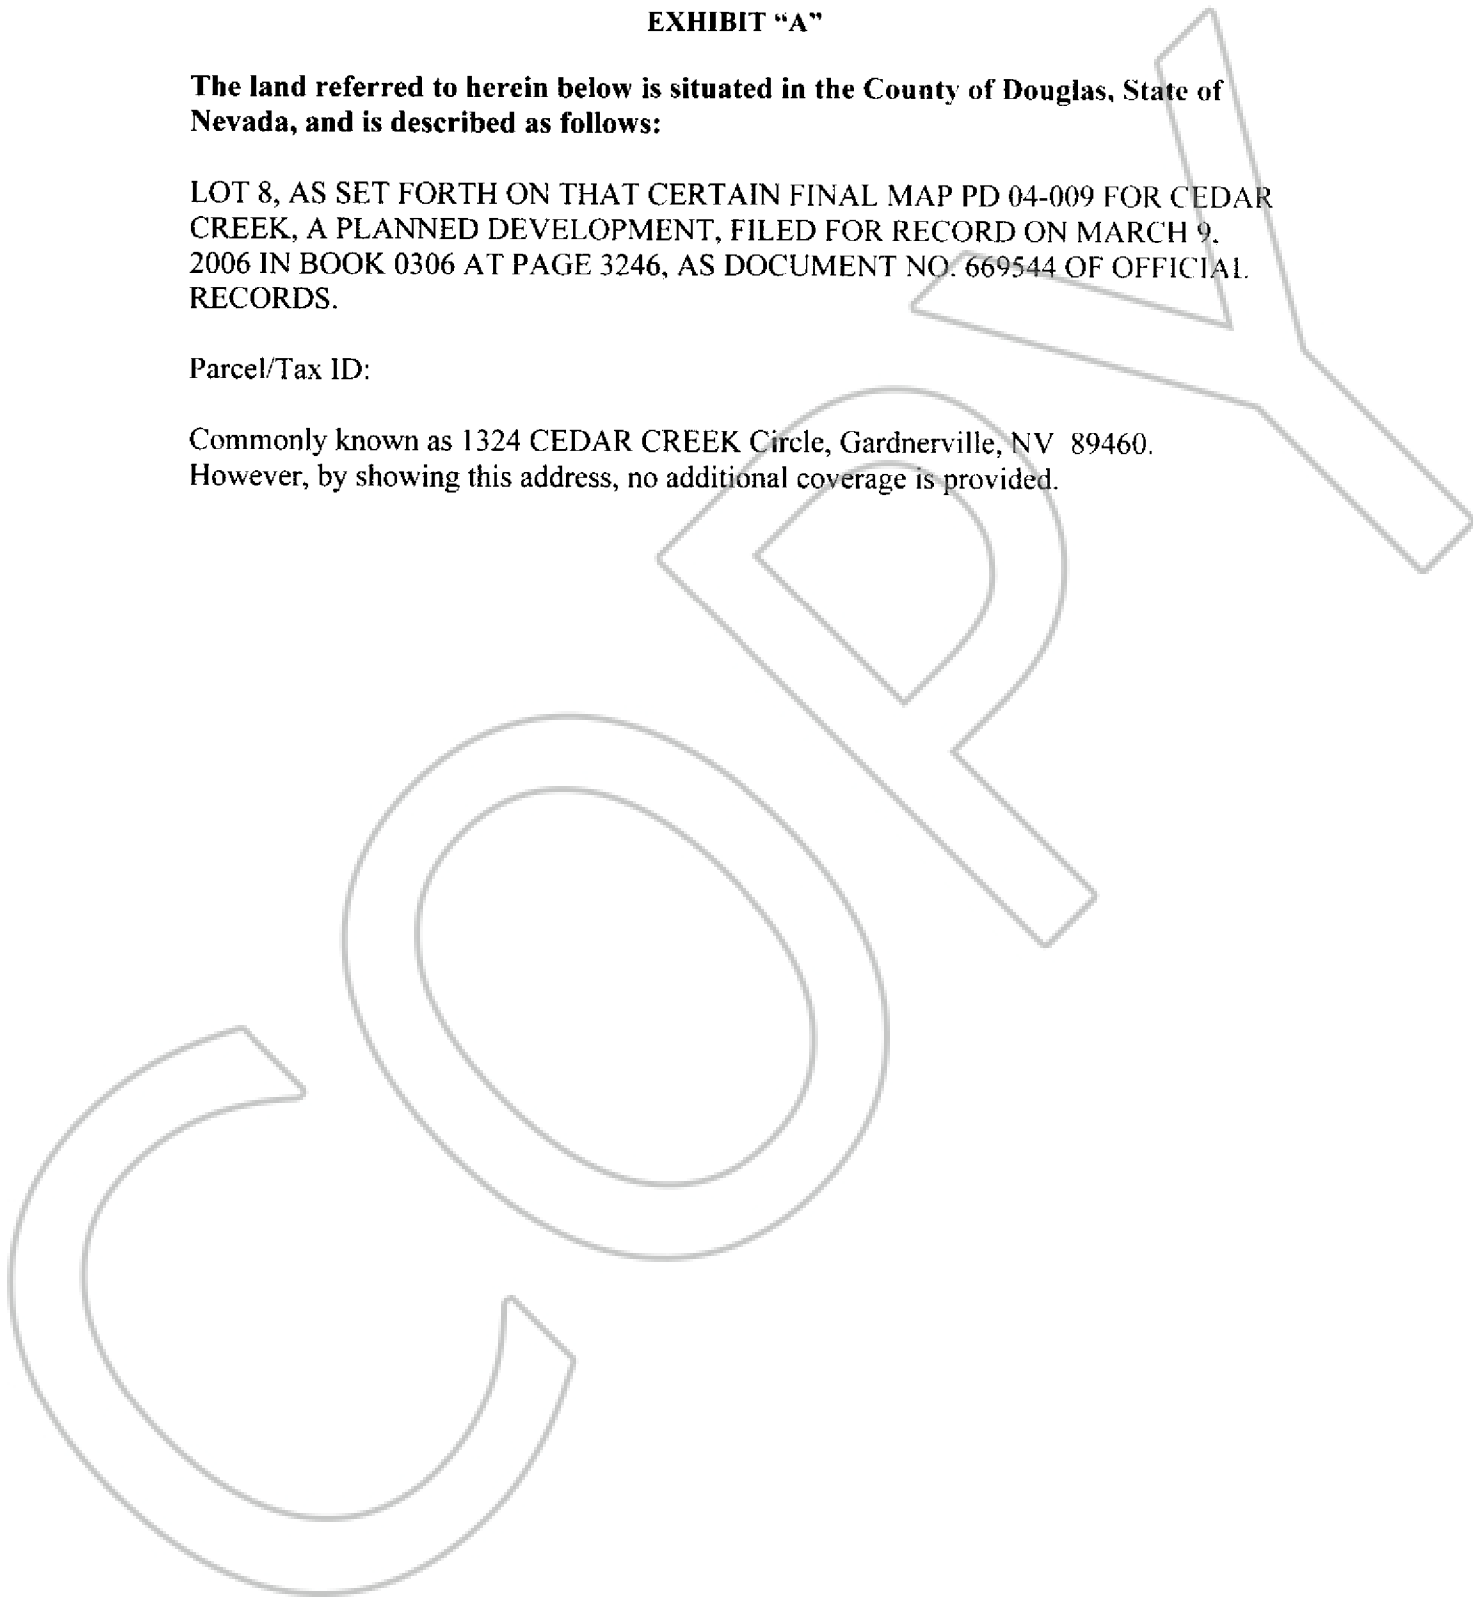 EXHIBIT “A”
The land referred to herein below is situated in the County of Douglas, State of
Nevada, and is described as follows:
LOT 8, AS SET FORTH ON THAT CERTAIN FINAL MAP PD 04-009 FOR CEDAR
CREEK, A PLANNED DEVELOPMENT, FILED FOR RECORD ON MARCH 9,
2006 IN BOOK 0306 AT PAGE 3246, AS DOCUMENT NO. 669544 OF OFFICIAL
RECORDS.
Parcel/Tax ID:
Commonly known as 1324 CEDAR CREEK Circle, Gardnerville, NV  89460.
However, by showing this address, no additional coverage is provided.
COPY